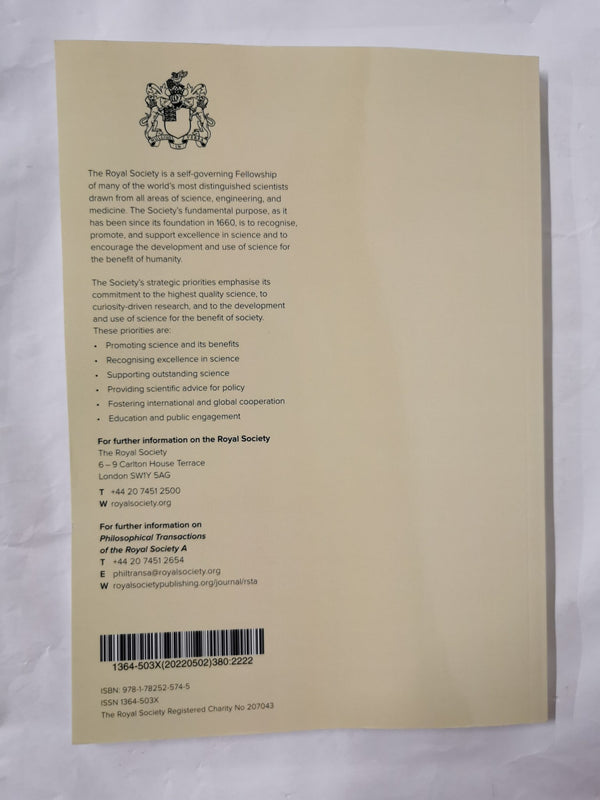 The Royal Society is a self-governing Fellowship
of many of the world's most distinguished scientists
drawn from all areas of science, engineering, and
medicine. The Society's fundamental purpose, as it
has been since its foundation in 1660, is to recognise,
promote, and support excellence in science and to
encourage the development and use of science for
the benefit of humanity.
The Society's strategic priorities emphasise its
commitment to the highest quality science, to
curiosity-driven research, and to the development
and use of science for the benefit of society.
These priorities are:
• Promoting science and its benefits
• Recognising excellence in science
• Supporting outstanding science
• Providing scientific advice for policy
• Fostering international and global cooperation
• Education and public engagement
For further information on the Royal Society
The Royal Society
6 – 9 Carlton House Terrace
London SW1Y 5AG
T +44 20 7451 2500
W royalsociety.org
For further information on
Philosophical Transactions
of the Royal Society A
T +44 20 7451 2654
E philtransa@royalsociety.org
W royalsocietypublishing.org/journal/rsta
1364-503X(20220502)380:2222
ISBN: 978-1-78252-574-5
ISSN 1364-503X
The Royal Society Registered Charity No 207043